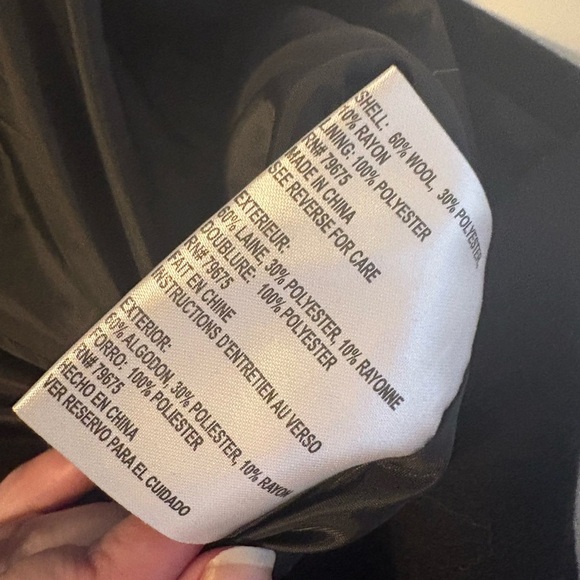 SHELL: 60% WOOL, 30% POLYESTER,
10% RAYON
LINING: 100% POLYESTER
RN# 79675
MADE IN CHINA
SEE REVERSE FOR CARE
EXTERIEUR:
60% LAINE, 30% POLYESTER, 10% RAYONNE
DOUBLURE: 100% POLYESTER
RN# 79675
FAIT EN CHINE
INSTRUCTIONS D'ENTRETIEN AU VERSO
EXTERIOR:
60% ALGODON, 30% POLIESTER, 10% RAYON
FORRO: 100% POLIESTER
RN# 79675
HECHO EN CHINA
VER RESERVO PARA EL CUIDADO